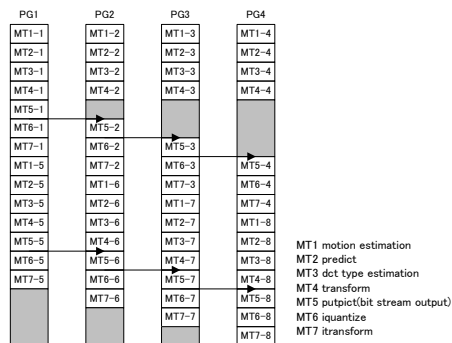 PG1 PG2 PG3 PG4
MT1-1 MT1-2 MT1-3 MT1-4
MT2-1 MT2-2 MT2-3 MT2-4
MT3-1 MT3-2 MT3-3 MT3-4
MT4-1 MT4-2 MT4-3 MT4-4
MT5-1
MT6-1 MT5-2
MT7-1 MT6-2 MT5-3
MT1-5 MT7-2 MT6-3 MT5-4
MT2-5 MT1-6 MT7-3 MT6-4
MT3-5 MT2-6 MT1-7 MT7-4
MT4-5 MT3-6 MT2-7 MT1-8
MT5-5 MT4-6 MT3-7 MT2-8
MT6-5 MT5-6 MT4-7 MT3-8
MT7-5 MT6-6 MT5-7 MT4-8
MT7-6 MT6-7 MT5-8
MT7-7 MT6-8
MT7-8
MT1 motion estimation
MT2 predict
MT3 dct type estimation
MT4 transform
MT5 putpict(bit stream output)
MT6 iquantize
MT7 itransform